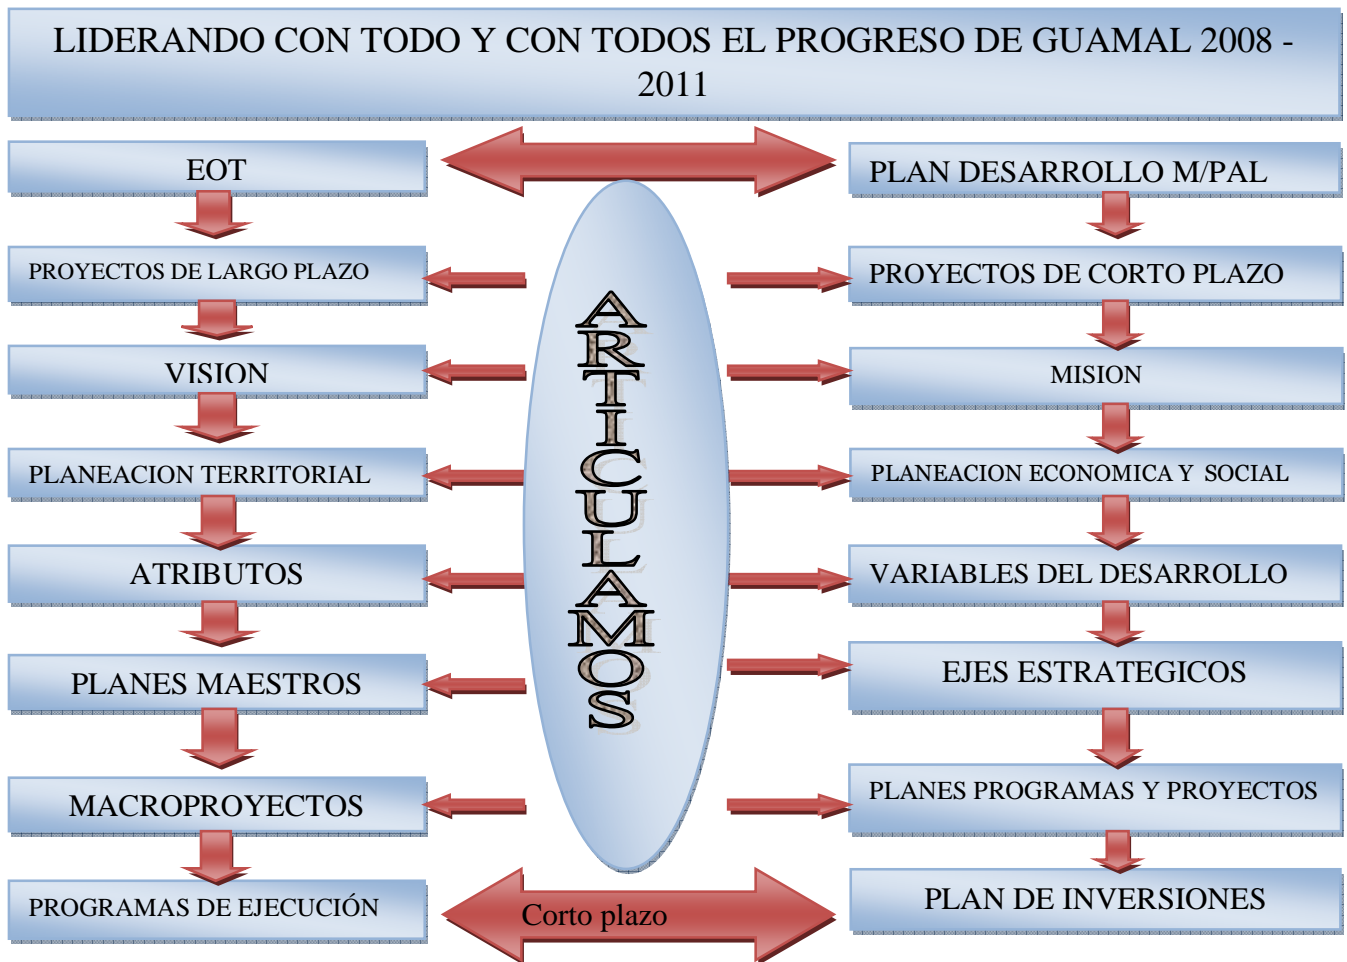 LIDERANDO CON TODO Y CON TODOS EL PROGRESO DE GUAMAL 2008 -
2011
EOT
PLAN DESARROLLO M/PAL
PROYECTOS DE LARGO PLAZO
PROYECTOS DE CORTO PLAZO
VISION
MISION
PLANEACION TERRITORIAL
PLANEACION ECONOMICA Y SOCIAL
ATRIBUTOS
VARIABLES DEL DESARROLLO
PLANES MAESTROS
EJES ESTRATEGICOS
MACROPROYECTOS
PLANES PROGRAMAS Y PROYECTOS
PROGRAMAS DE EJECUCIÓN
PLAN DE INVERSIONES
ARTICULAMOS
Corto plazo